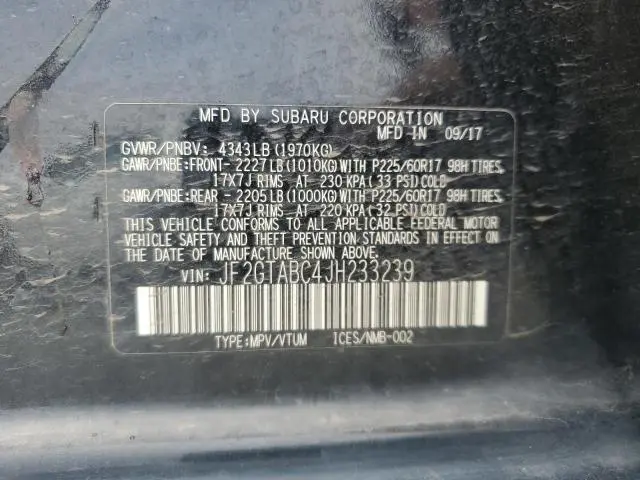 MFD BY SUBARU CORPORATION
MFD IN 09/17
GVWR/PNBV: 4343LB (1970KG)
GAWR/PNBE:FRONT- 2227LB(1010KG)WITH P225/60R17 98H TIRES,
17X7J RIMS AT 230 KPA( 33 PSI)COLD
GAWR/PNBE:REAR - 2205LB(1000KG)WITH P225/60R17 98H TIRES,
17X7J RIMS AT 220 KPA( 32 PSI)COLD
THIS VEHICLE CONFORMS TO ALL APPLICABLE FEDERAL MOTOR
VEHICLE SAFETY AND THEFT PREVENTION STANDARDS IN EFFECT ON
THE DATE OF MANUFACTURE SHOWN ABOVE.
VIN: JF2GTABC4JH233239
TYPE:MPV/VTUM ICES/NMB-002